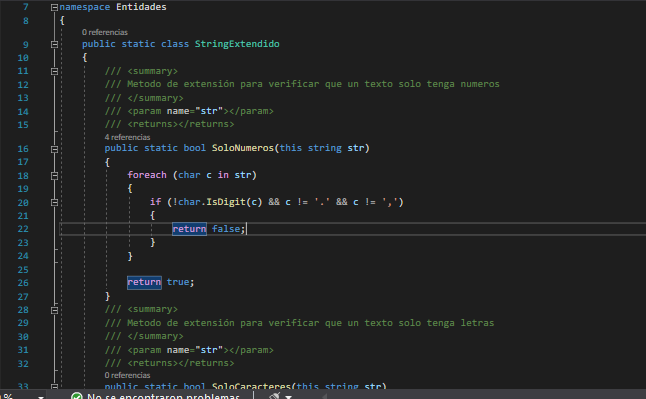 7 namespace Entidades
8 {
0 referencias
9 public static class StringExtendido
10 {
11 /// <summary>
12 /// Metodo de extensión para verificar que un texto solo tenga numeros
13 /// </summary>
14 /// <param name="str"></param>
15 /// <returns></returns>
4 referencias
16 public static bool SoloNumeros(this string str)
17 {
18 foreach (char c in str)
19 {
20 if (!char.IsDigit(c) && c != '.' && c != ',')
21 {
22 return false;
23 }
24 }
25
26 return true;
27 }
28 /// <summary>
29 /// Metodo de extensión para verificar que un texto solo tenga letras
30 /// </summary>
31 /// <param name="str"></param>
32 /// <returns></returns>
0 referencias
33 public static bool SoloCaracteres(this string str)
% No se encontraron problemas.